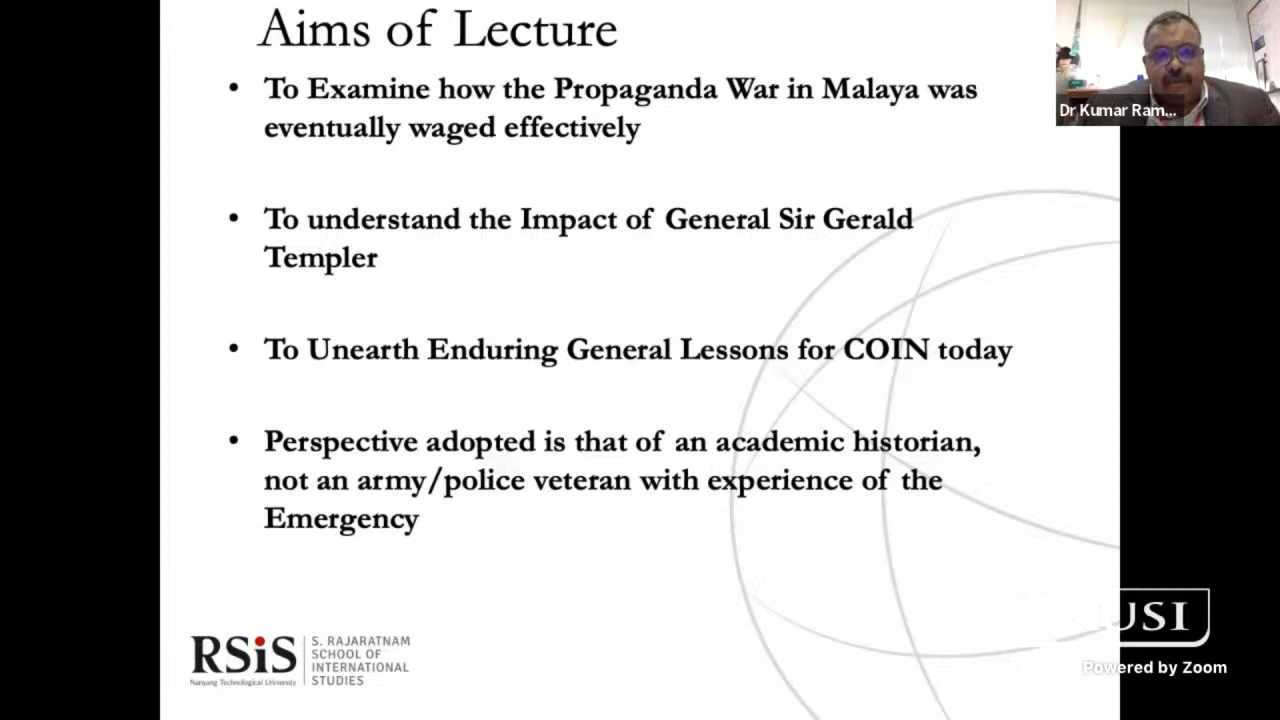 Aims of Lecture
• To Examine how the Propaganda War in Malaya was
eventually waged effectively
• To understand the Impact of General Sir Gerald
Templer
• To Unearth Enduring General Lessons for COIN today
• Perspective adopted is that of an academic historian,
not an army/police veteran with experience of the
Emergency
Dr Kumar Ram...
RSiS
Nanyang Technological University
S. RAJARATNAM
SCHOOL OF
INTERNATIONAL
STUDIES
USI
Powered by Zoom